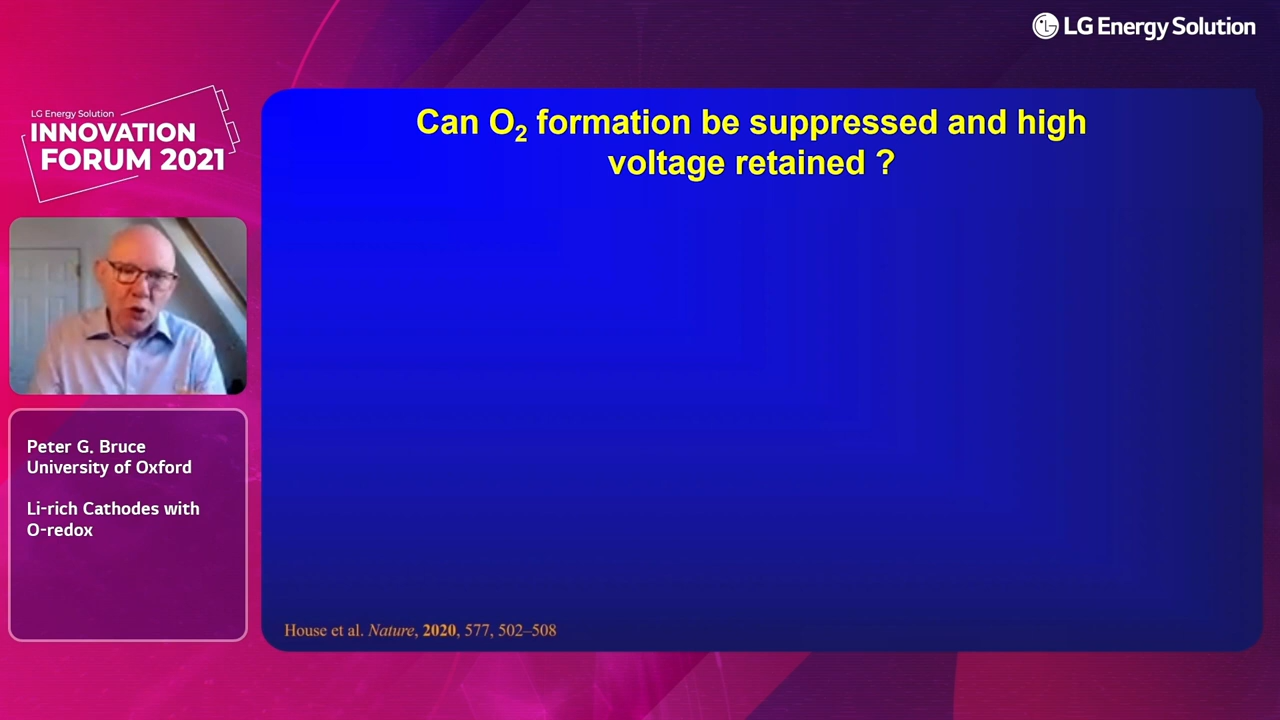 LG Energy Solution
LG Energy Solution
INNOVATION
FORUM 2021
Can O₂ formation be suppressed and high
voltage retained ?
Peter G. Bruce
University of Oxford
Li-rich Cathodes with
O-redox
House et al. Nature, 2020, 577, 502–508